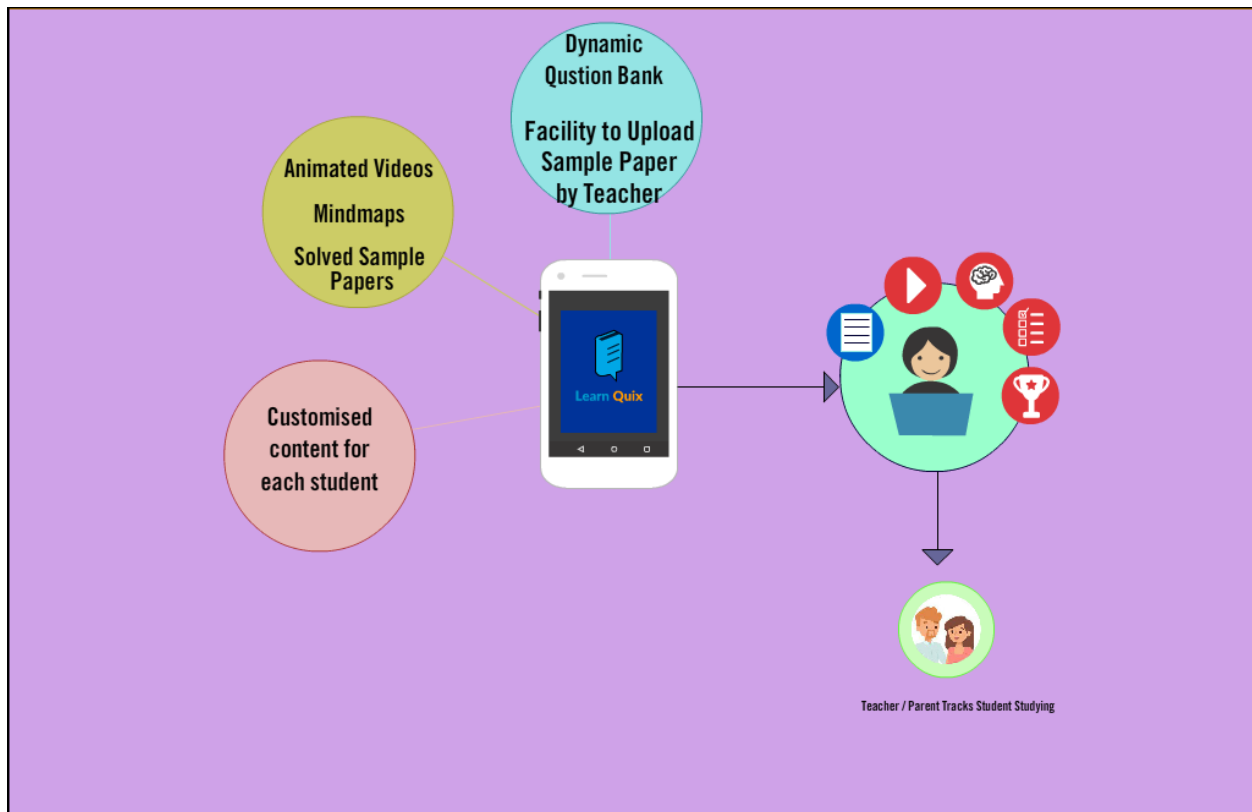 Dynamic
Qustion Bank
Facility to Upload
Sample Paper
by Teacher
Animated Videos
Mindmaps
Solved Sample
Papers
Customised
content for
each student
Learn Quix
Teacher / Parent Tracks Student Studying